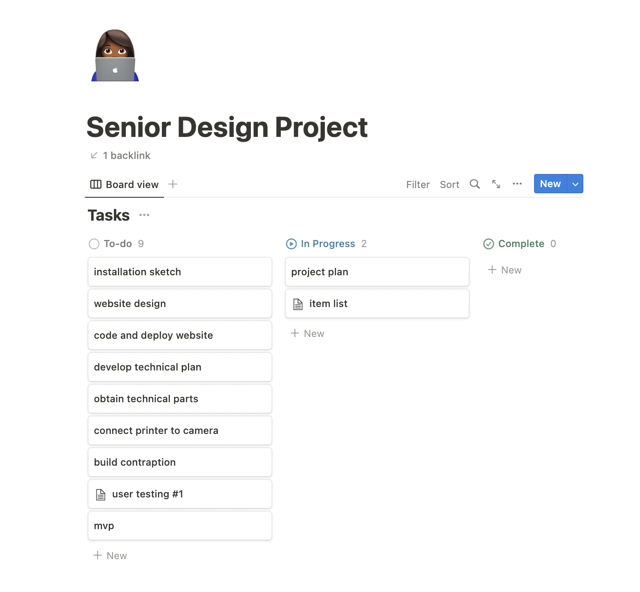 Senior Design Project
1 backlink
Board view
Filter Sort New
Tasks
To-do 9
installation sketch
website design
code and deploy website
develop technical plan
obtain technical parts
connect printer to camera
build contraption
user testing #1
mvp
New
In Progress 2
project plan
item list
New
Complete 0
New